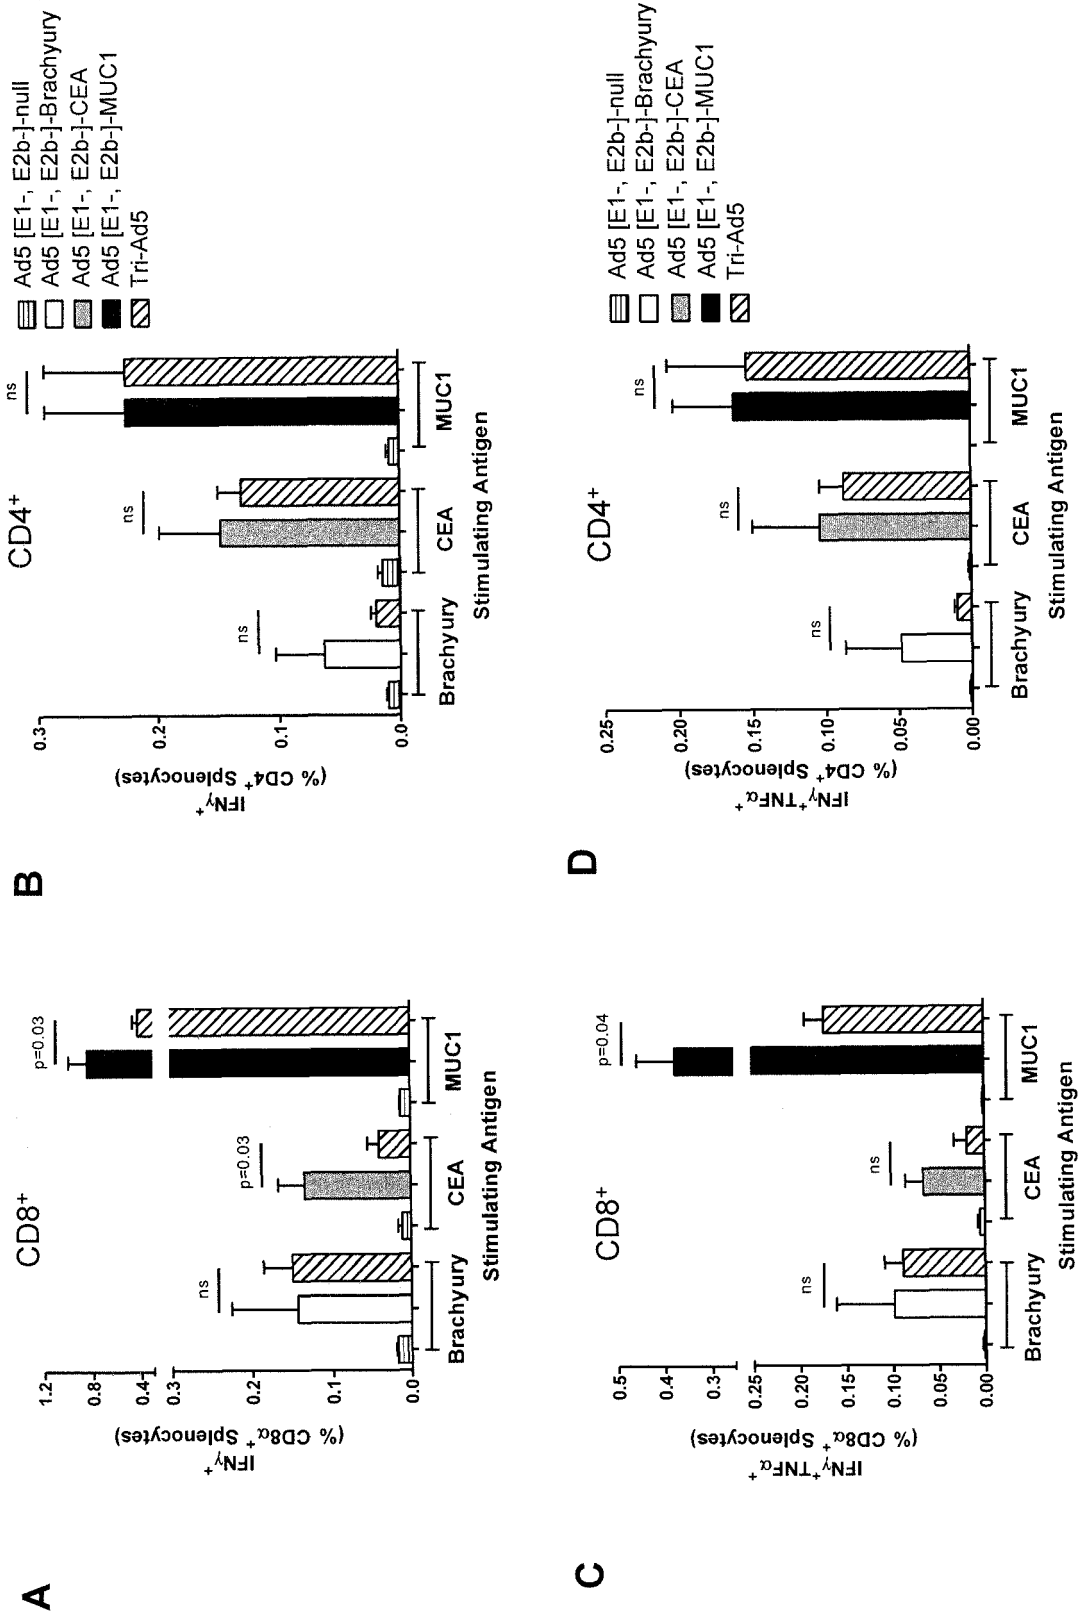 A
CD8+
IFNγ+
(% CD8α+ Splenocytes)
1.2
0.8
0.4
0.3
0.2
0.1
0.0
ns
p=0.03
p=0.03
Brachyury
CEA
MUC1
Stimulating Antigen
B
CD4+
IFNγ+
(% CD4+ Splenocytes)
0.3
0.2
0.1
0.0
ns
ns
ns
Brachyury
CEA
MUC1
Stimulating Antigen
Ad5 [E1-, E2b-]-null
Ad5 [E1-, E2b-]-Brachyury
Ad5 [E1-, E2b-]-CEA
Ad5 [E1-, E2b-]-MUC1
Tri-Ad5
C
CD8+
IFNγ+TNFα+
(% CD8α+ Splenocytes)
0.5
0.4
0.3
0.25
0.20
0.15
0.10
0.05
0.00
ns
ns
p=0.04
Brachyury
CEA
MUC1
Stimulating Antigen
D
CD4+
IFNγ+TNFα+
(% CD4+ Splenocytes)
0.25
0.20
0.15
0.10
0.05
0.00
ns
ns
ns
Brachyury
CEA
MUC1
Stimulating Antigen
Ad5 [E1-, E2b-]-null
Ad5 [E1-, E2b-]-Brachyury
Ad5 [E1-, E2b-]-CEA
Ad5 [E1-, E2b-]-MUC1
Tri-Ad5